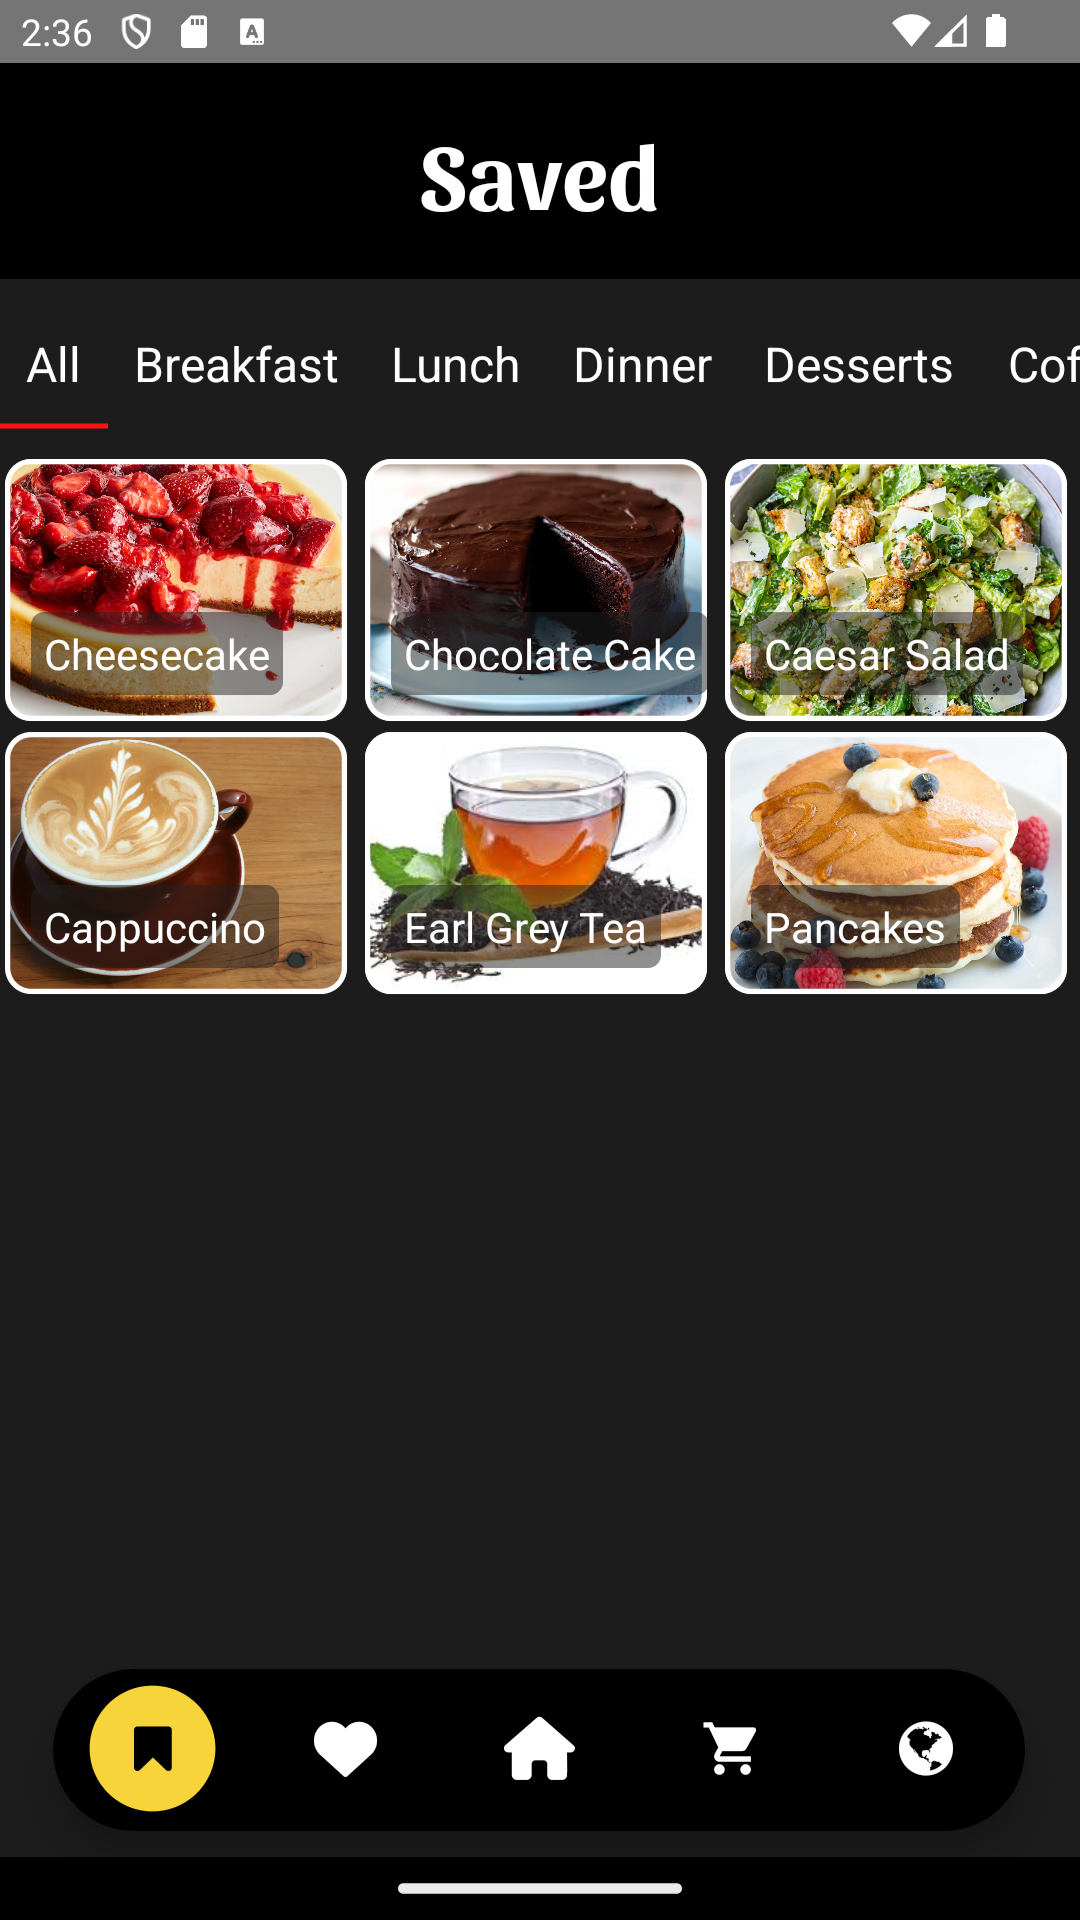 2:36
Saved
All Breakfast Lunch Dinner Desserts Cof
Cheesecake Chocolate Cake Caesar Salad
Cappuccino Earl Grey Tea Pancakes